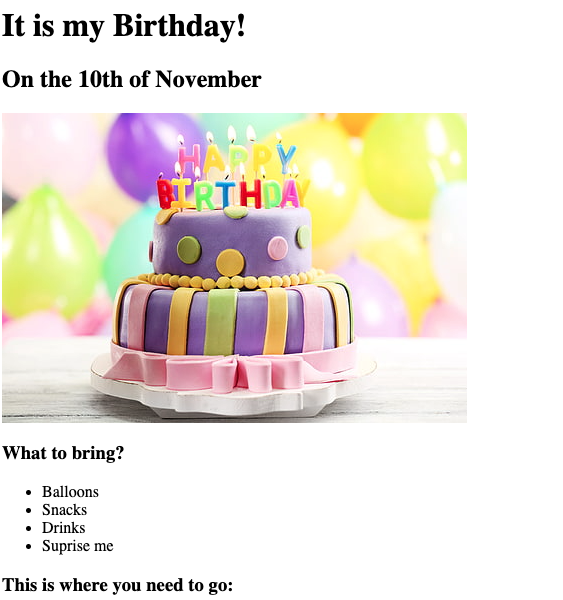 It is my Birthday!
On the 10th of November
HAPPY
BIRTHDAY
What to bring?
Balloons
Snacks
Drinks
Suprise me
This is where you need to go: